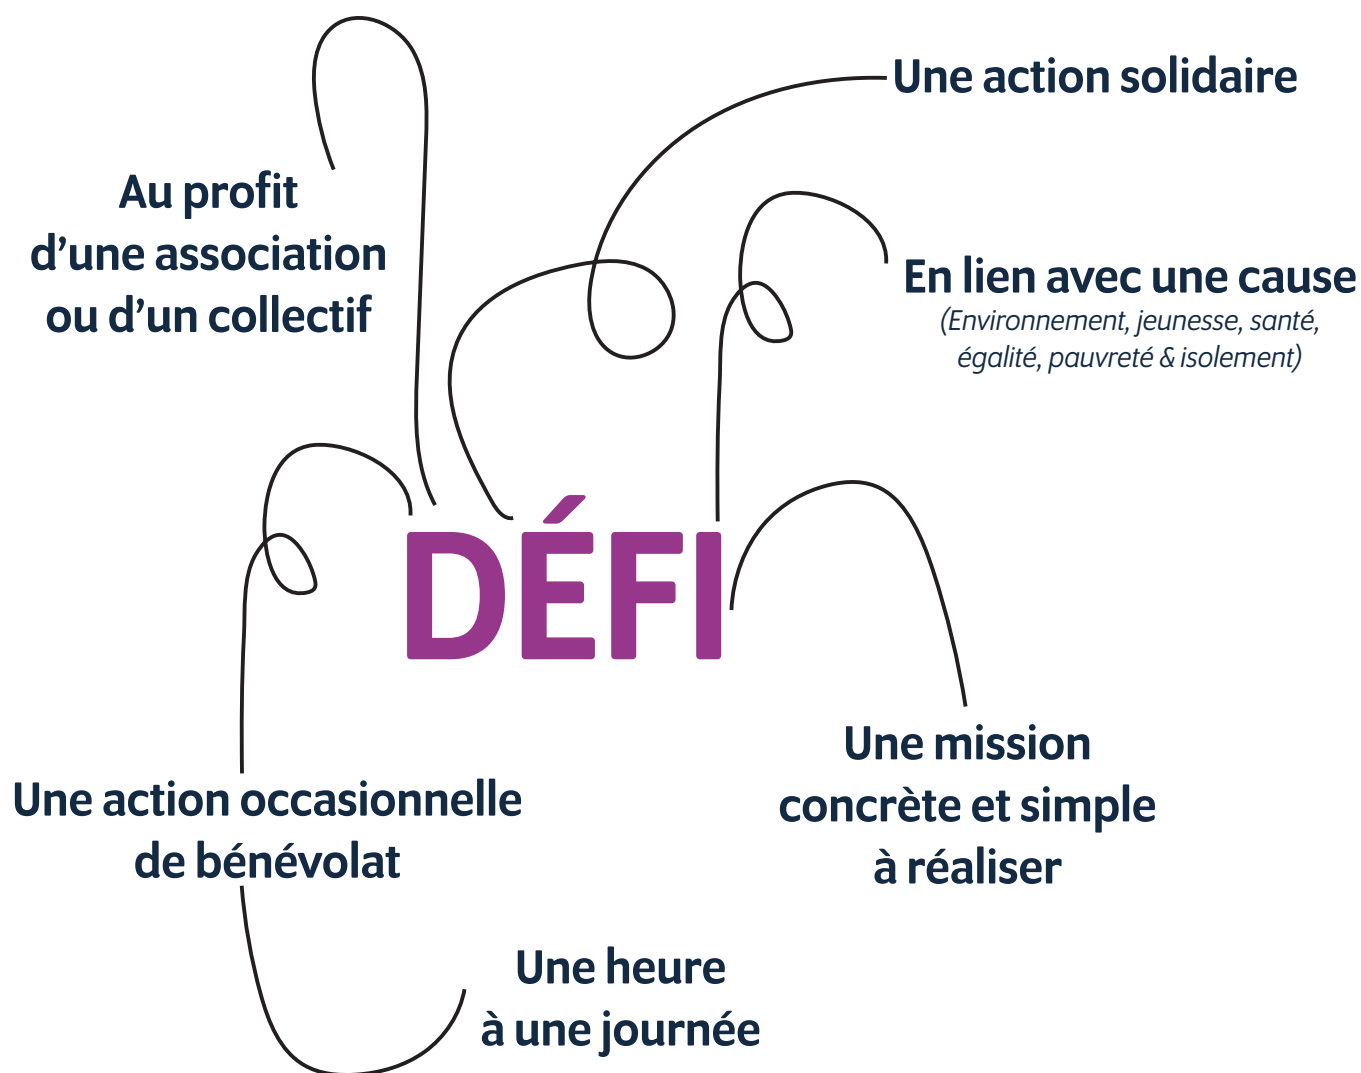 Une action solidaire
Au profit
d’une association
ou d’un collectif
En lien avec une cause
(Environnement, jeunesse, santé,
égalité, pauvreté & isolement)
DÉFI
Une mission
concrète et simple
à réaliser
Une action occasionnelle
de bénévolat
Une heure
à une journée